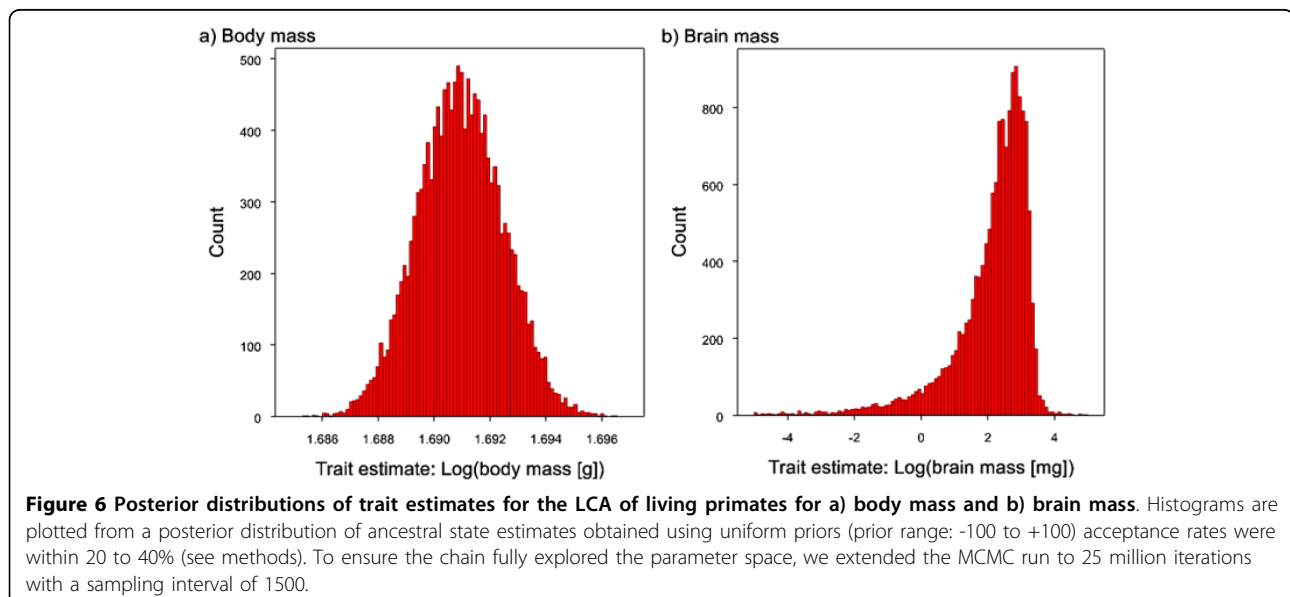 a) Body mass
500
400
300
200
100
0
Count
1.686 1.688 1.690 1.692 1.694 1.696
Trait estimate: Log(body mass [g])
b) Brain mass
800
600
400
200
0
Count
-4 -2 0 2 4
Trait estimate: Log(brain mass [mg])
Figure 6 Posterior distributions of trait estimates for the LCA of living primates for a) body mass and b) brain mass. Histograms are
plotted from a posterior distribution of ancestral state estimates obtained using uniform priors (prior range: -100 to +100) acceptance rates were
within 20 to 40% (see methods). To ensure the chain fully explored the parameter space, we extended the MCMC run to 25 million iterations
with a sampling interval of 1500.